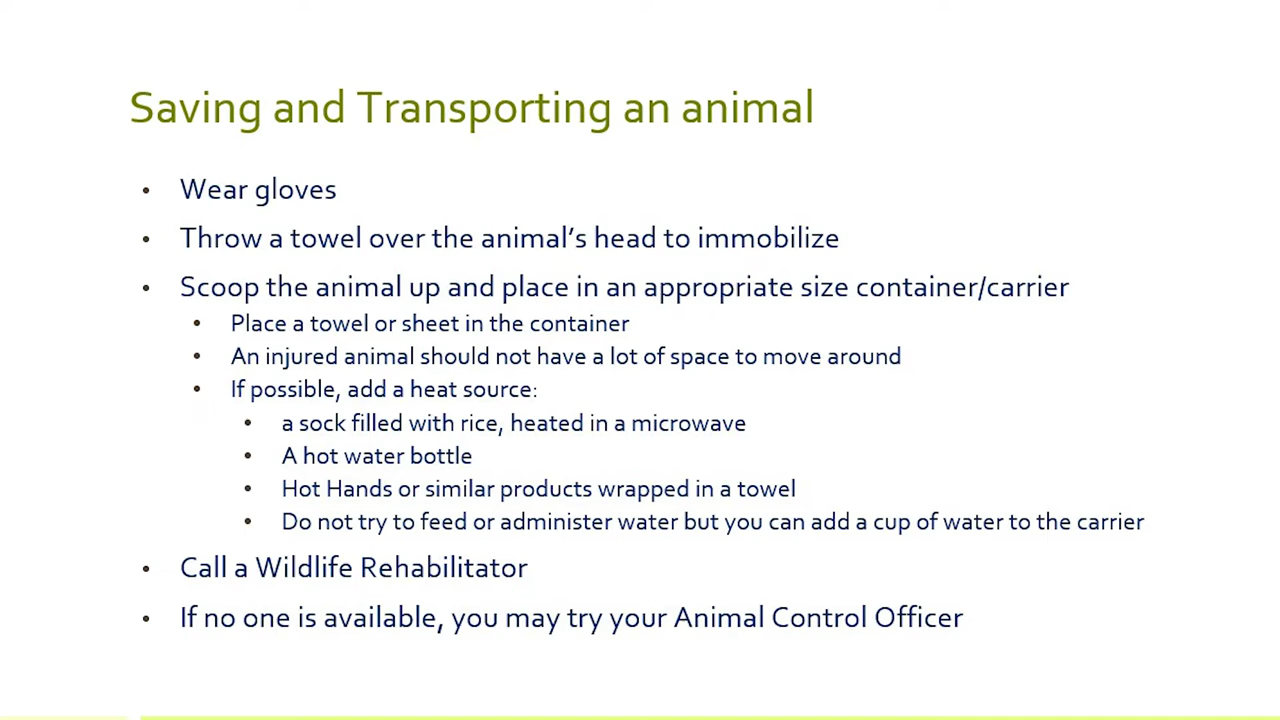 Saving and Transporting an animal
• Wear gloves
• Throw a towel over the animal's head to immobilize
• Scoop the animal up and place in an appropriate size container/carrier
• Place a towel or sheet in the container
• An injured animal should not have a lot of space to move around
• If possible, add a heat source:
• a sock filled with rice, heated in a microwave
• A hot water bottle
• Hot Hands or similar products wrapped in a towel
• Do not try to feed or administer water but you can add a cup of water to the carrier
• Call a Wildlife Rehabilitator
• If no one is available, you may try your Animal Control Officer